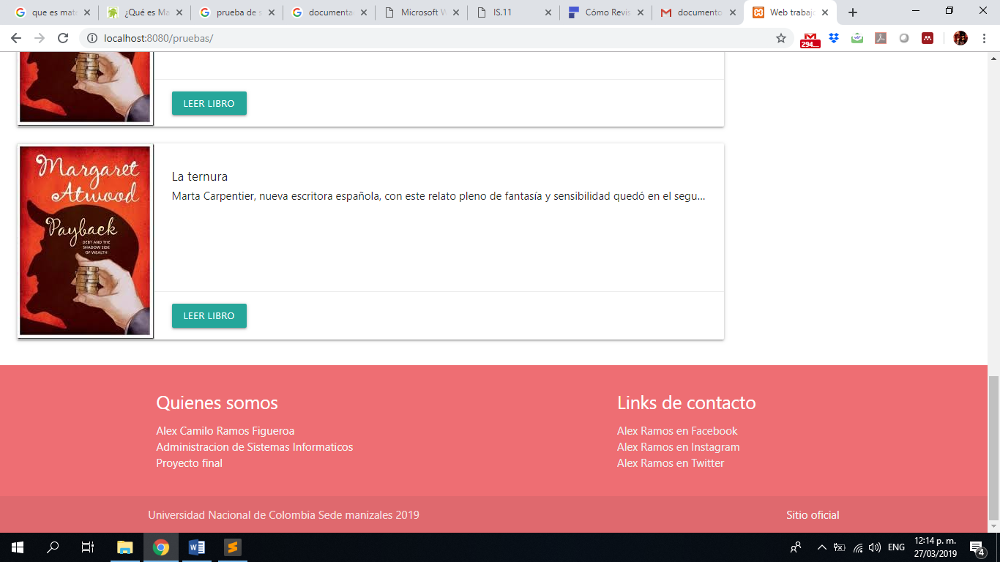 que es mate
¿Qué es Ma
prueba de s
documenta
Microsoft W
IS.11
Cómo Revis
documento
Web trabajo
localhost:8080/pruebas/
294...
LEER LIBRO
Margaret
Atwood
Payback
DEBT AND THE
SHADOW SIDE
OF WEALTH
La ternura
Marta Carpentier, nueva escritora española, con este relato pleno de fantasía y sensibilidad quedó en el segu...
LEER LIBRO
Quienes somos
Alex Camilo Ramos Figueroa
Administracion de Sistemas Informaticos
Proyecto final
Links de contacto
Alex Ramos en Facebook
Alex Ramos en Instagram
Alex Ramos en Twitter
Universidad Nacional de Colombia Sede manizales 2019
Sitio oficial
ENG
12:14 p. m.
27/03/2019
4